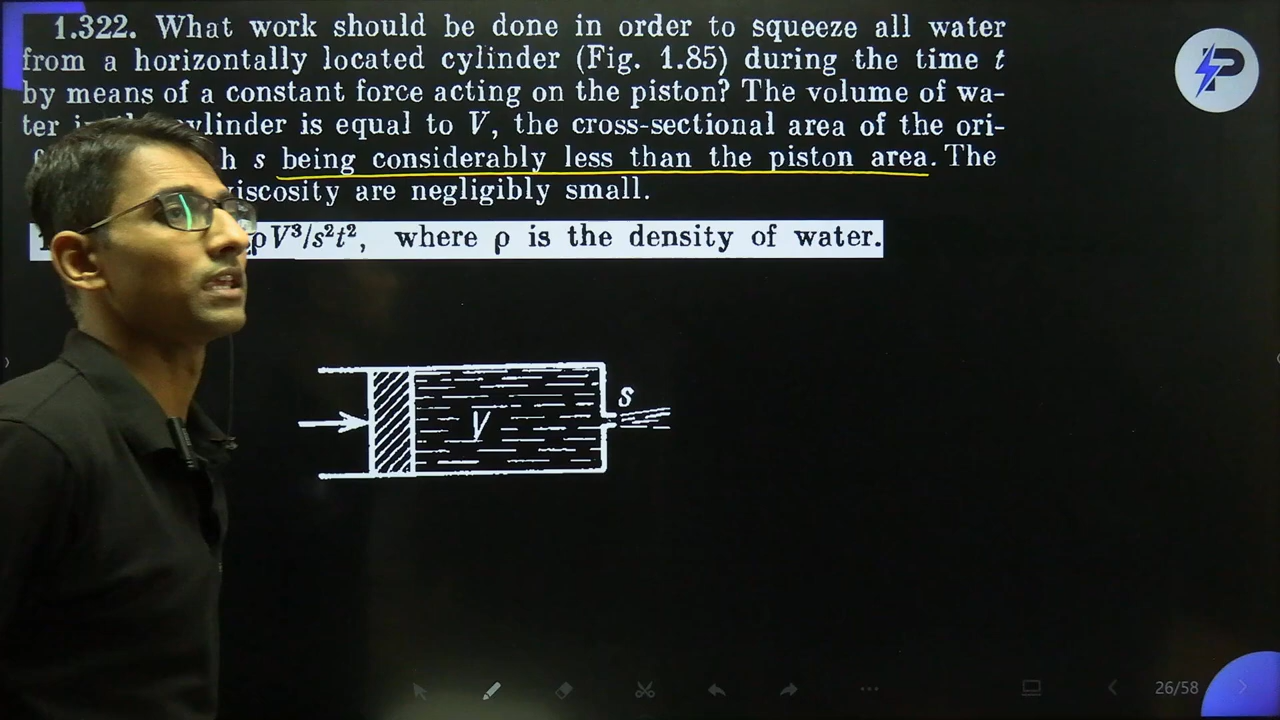 1.322. What work should be done in order to squeeze all water
from a horizontally located cylinder (Fig. 1.85) during the time t
by means of a constant force acting on the piston? The volume of wa-
ter cylinder is equal to V, the cross-sectional area of the ori-
s being considerably less than the piston area. The
viscosity are negligibly small.
ρV³/s²t², where ρ is the density of water.
s
V
26/58